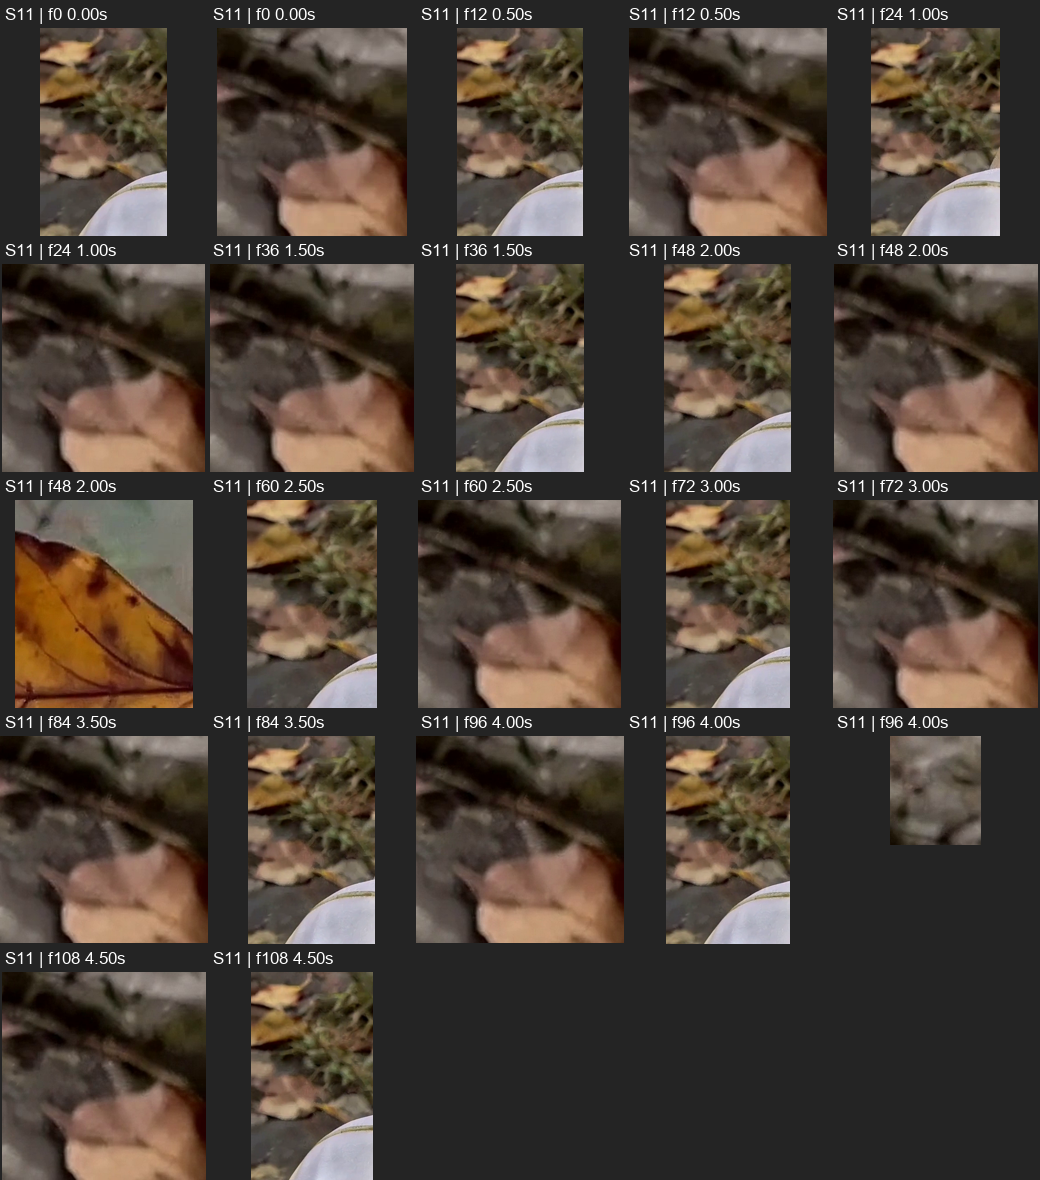 S11 | f0 0.00s S11 | f0 0.00s S11 | f12 0.50s S11 | f12 0.50s S11 | f24 1.00s
S11 | f24 1.00s S11 | f36 1.50s S11 | f36 1.50s S11 | f48 2.00s S11 | f48 2.00s
S11 | f48 2.00s S11 | f60 2.50s S11 | f60 2.50s S11 | f72 3.00s S11 | f72 3.00s
S11 | f84 3.50s S11 | f84 3.50s S11 | f96 4.00s S11 | f96 4.00s S11 | f96 4.00s
S11 | f108 4.50s S11 | f108 4.50s